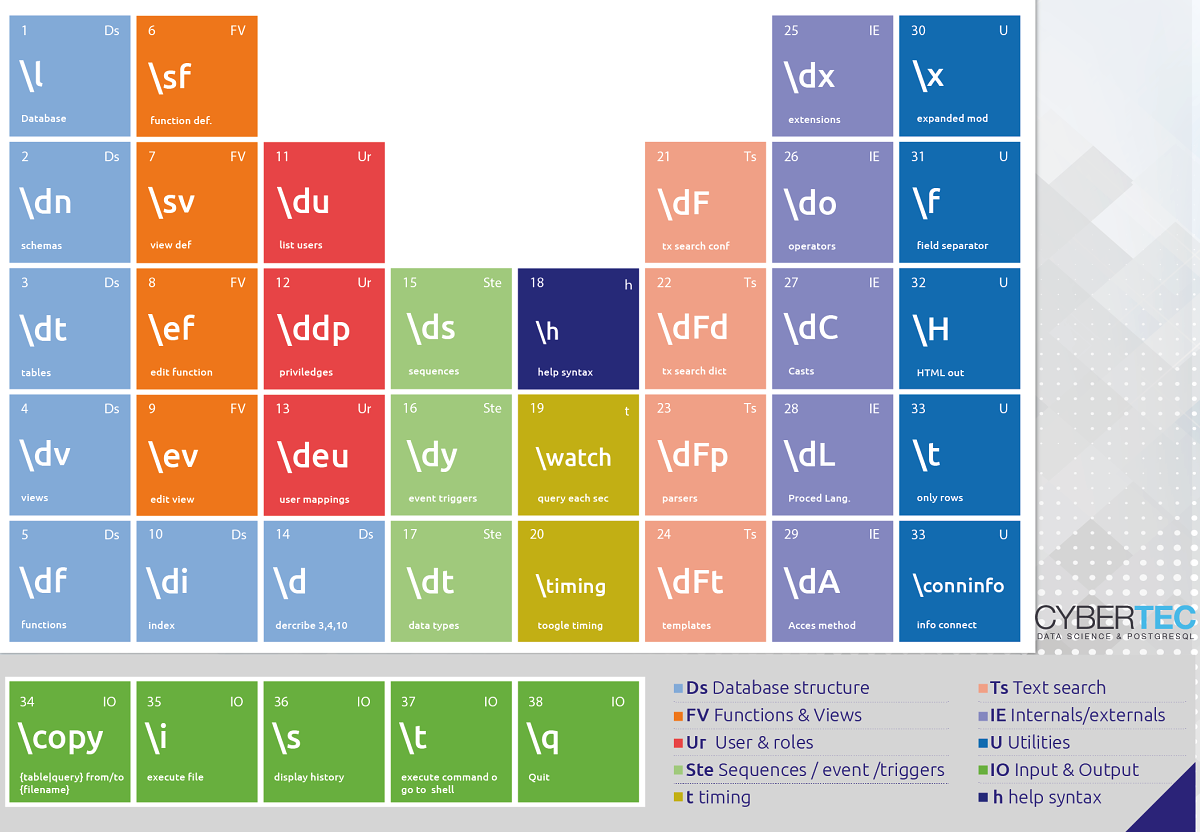 1 Ds
\l
Database
6 FV
\sf
function def.
25 IE
\dx
extensions
30 U
\x
expanded mod
2 Ds
\dn
schemas
7 FV
\sv
view def
11 Ur
\du
list users
21 Ts
\dF
tx search conf
26 IE
\do
operators
31 U
\f
field separator
3 Ds
\dt
tables
8 FV
\ef
edit function
12 Ur
\ddp
priviledges
15 Ste
\ds
sequences
18 h
\h
help syntax
22 Ts
\dFd
tx search dict
27 IE
\dC
Casts
32 U
\H
HTML out
4 Ds
\dv
views
9 FV
\ev
edit view
13 Ur
\deu
user mappings
16 Ste
\dy
event triggers
19 t
\watch
query each sec
23 Ts
\dFp
parsers
28 IE
\dL
Proced Lang.
33 U
\t
only rows
5 Ds
\df
functions
10 Ds
\di
index
14 Ds
\d
dercribe 3,4,10
17 Ste
\dt
data types
20
\timing
toogle timing
24 Ts
\dFt
templates
29 IE
\dA
Acces method
33 U
\conninfo
info connect
CYBERTEC
DATA SCIENCE & POSTGRESQL
34 IO
\copy
{table|query} from/to
{filename}
35 IO
\i
execute file
36 IO
\s
display history
37 IO
\t
execute command o
go to shell
38 IO
\q
Quit
Ds Database structure
FV Functions & Views
Ur User & roles
Ste Sequences / event /triggers
t timing
Ts Text search
IE Internals/externals
U Utilities
IO Input & Output
h help syntax